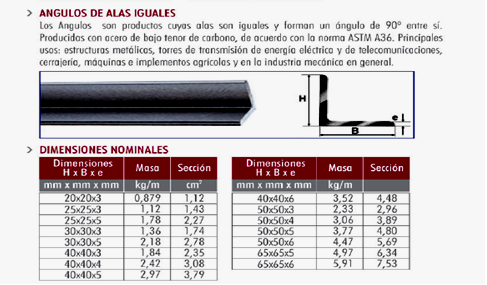 > ANGULOS DE ALAS IGUALES
Los Angulos son productos cuyas alas son iguales y forman un ángulo de 90° entre sí.
Producidas con acero de bajo tenor de carbono, de acuerdo con la norma ASTM A36. Principales
usos: estructuras metálicas, torres de transmisión de energía eléctrica y de telecomunicaciones,
cerrajería, máquinas e implementos agrícolas y en la industria mecánica en general.
H
e
B
> DIMENSIONES NOMINALES
Dimensiones H x B x e Masa Sección
mm x mm x mm kg/m cm²
20x20x3 0,879 1,12
25x25x3 1,12 1,43
25x25x5 1,78 2,27
30x30x3 1,36 1,74
30x30x5 2,18 2,78
40x40x3 1,84 2,35
40x40x4 2,42 3,08
40x40x5 2,97 3,79
Dimensiones H x B x e Masa Sección
mm x mm x mm kg/m
40x40x6 3,52 4,48
50x50x3 2,33 2,96
50x50x4 3,06 3,89
50x50x5 3,77 4,80
50x50x6 4,47 5,69
65x65x5 4,97 6,34
65x65x6 5,91 7,53